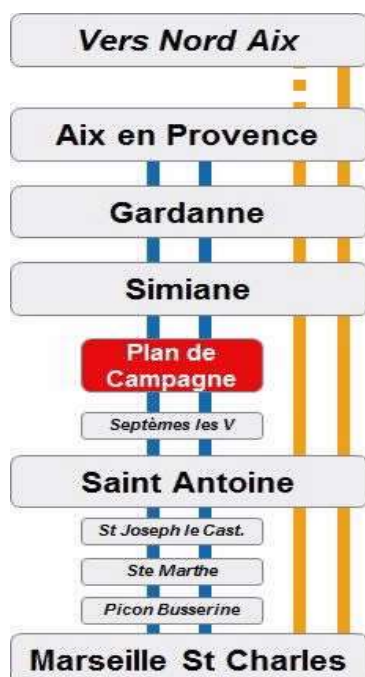 Vers Nord Aix
Aix en Provence
Gardanne
Simiane
Plan de
Campagne
Septèmes les V
Saint Antoine
St Joseph le Cast.
Ste Marthe
Picon Busserine
Marseille St Charles